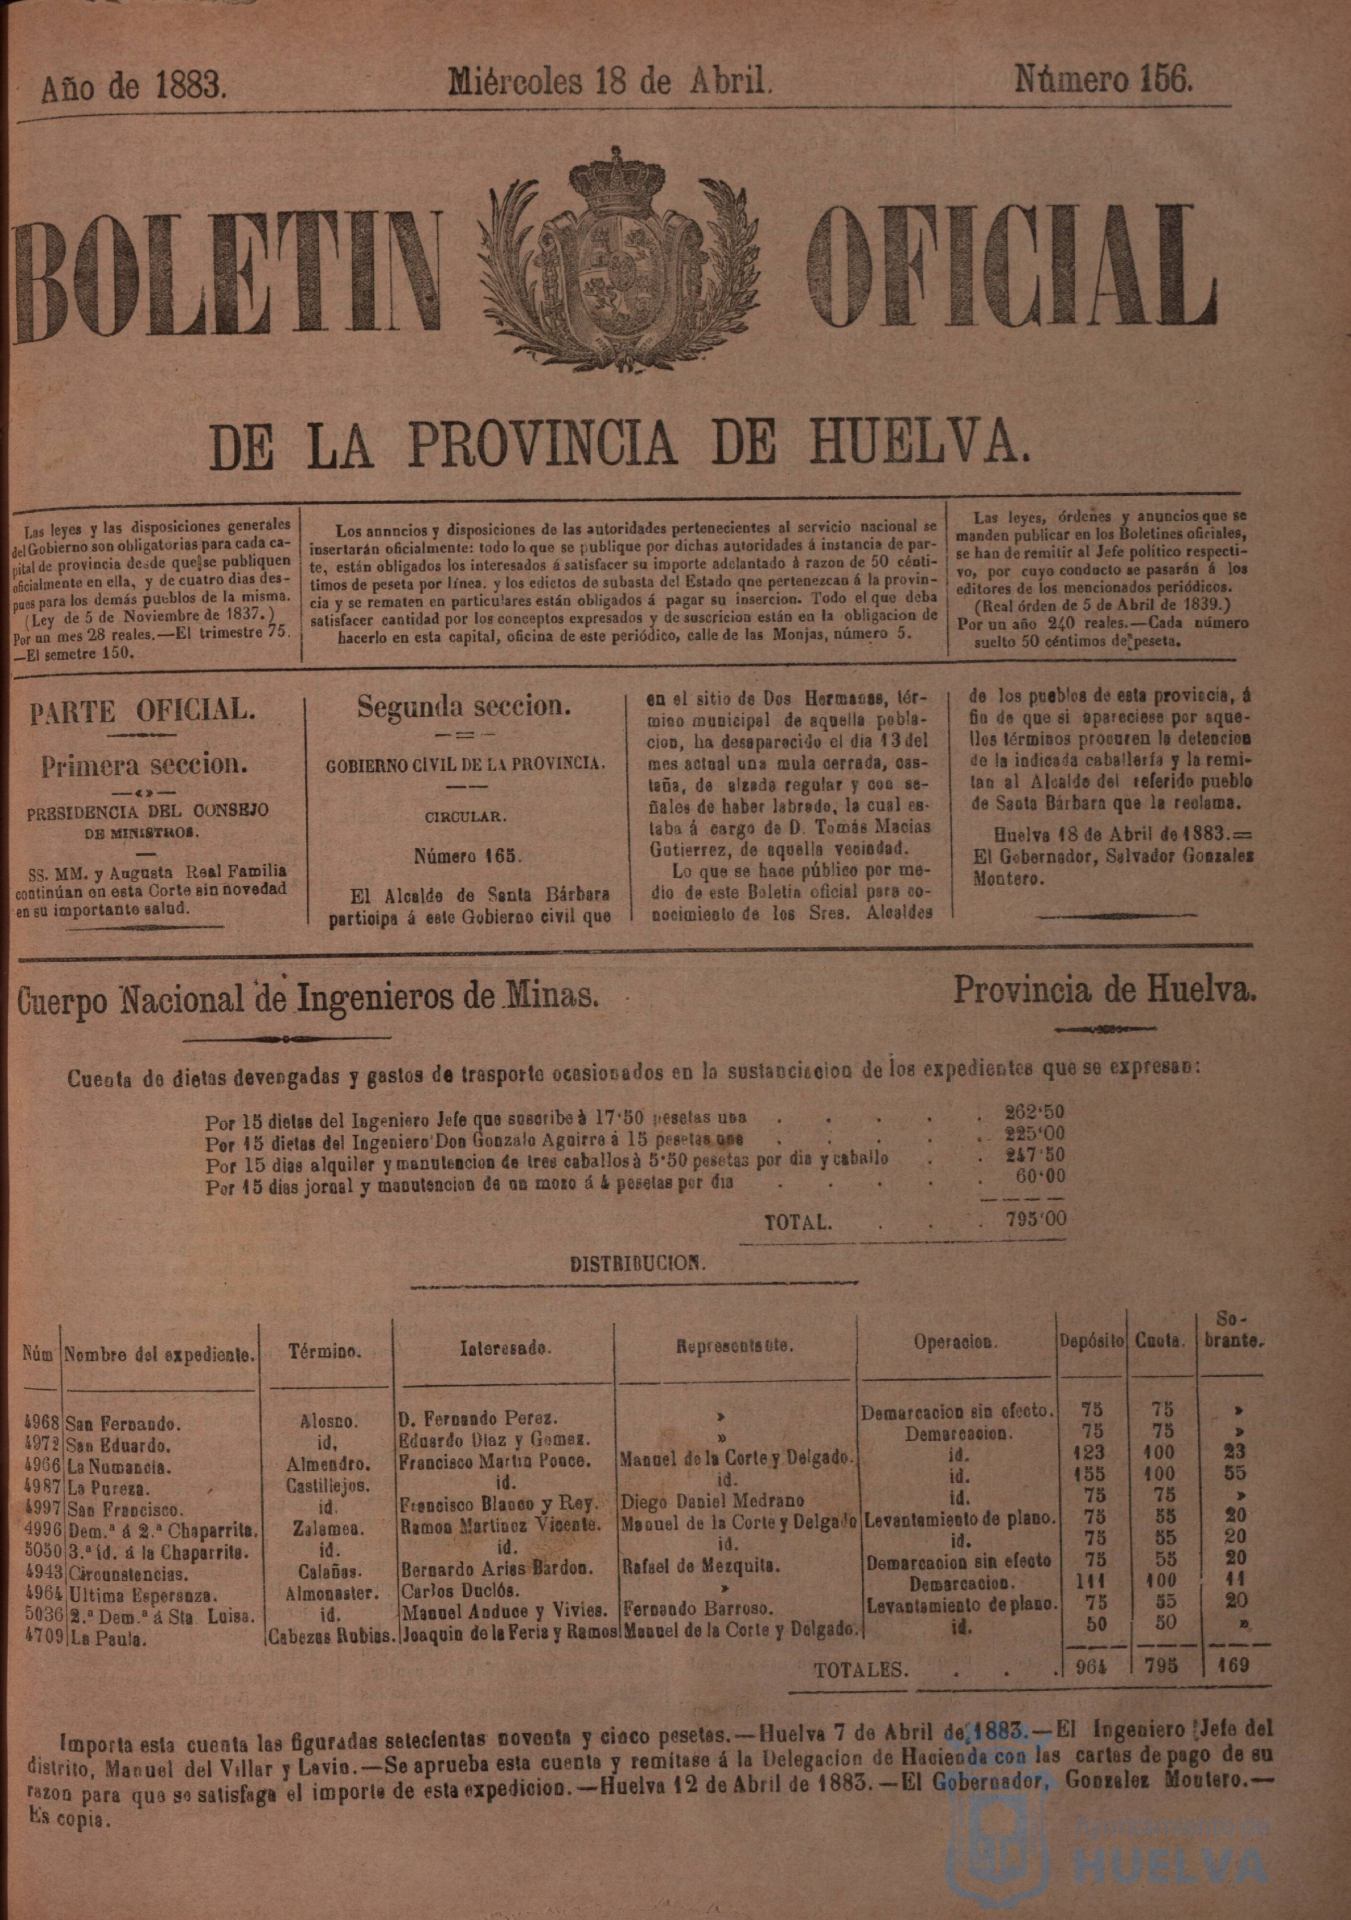 Año de 1883.
Miércoles 18 de Abril.
Número 156.
BOLETIN OFICIAL
DE LA PROVINCIA DE HUELVA.
Las leyes y las disposiciones generales
del Gobierno son obligatorias para cada ca-
pital de provincia desde que se publiquen
oficialmente en ella, y de cuatro dias des-
pues para los demás pueblos de la misma.
(Ley de 5 de Noviembre de 1837.)
Por un mes 28 reales.—El trimestre 75.
—El semetre 150.
Los annncios y disposiciones de las autoridades pertenecientes al servicio nacional se
insertarán oficialmente: todo lo que se publique por dichas autoridades á instancia de par-
te, están obligados los interesados á satisfacer su importe adelantado á razon de 50 cénti-
timos de peseta por línea. y los edictos de subasta del Estado qne pertenezcan á la provin-
cia y se rematen en particulares están obligados á pagar su insercion. Todo el que deba
satisfacer cantidad por los conceptos expresados y de suscricion están en la obligacion de
hacerlo en esta capital, oficina de este periódico, calle de las Monjas, número 5.
Las leyes, órdenes y anuncios que se
manden publicar en los Boletines oficiales,
se han de remitir al Jefe político respecti-
vo, por cuyo conducto se pasarán á los
editores de los mencionados periódicos.
(Real órden de 5 de Abril de 1839.)
Por un año 240 reales.—Cada número
suelto 50 céntimos de peseta.
PARTE OFICIAL.
Primera seccion.
PRESIDENCIA DEL CONSEJO
DE MINISTROS.
SS. MM. y Augusta Real Familia
continúan en esta Corte sin novedad
en su importante salud.
Segunda seccion.
GOBIERNO CIVIL DE LA PROVINCIA.
CIRCULAR.
Número 165.
El Alcalde de Santa Bárbara
participa á este Gobierno civil que
en el sitio de Dos Hermanas, tér-
mino municipal de aquella pobla-
cion, ha desaparecido el dia 13 del
mes actual una mula cerrada, cas-
taña, de alzada regular y con se-
ñales de haber labrado, la cual es-
taba á cargo de D. Tomás Macias
Gutierrez, de aquella vecindad.
Lo que se hace público por me-
dio de este Boletin oficial para co-
nocimiento de los Sres. Alcaldes
de los pueblos de esta provincia, á
fin de que si apareciese por aque-
llos términos procuren la detencion
de la indicada caballería y la remi-
tan al Alcalde del referido pueblo
de Santa Bárbara que la reclama.
Huelva 18 de Abril de 1883.=
El Gobernador, Salvador Gonzalez
Montero.
Cuerpo Nacional de Ingenieros de Minas.
Provincia de Huelva.
Cuenta de dietas devengadas y gastos de trasporte ocasionados en la sustanciacion de los expedientes que se expresan:
Por 15 dietas del Ingeniero Jefe que suscribe à 17'50 pesetas una . . . . . 262'50
Por 15 dietas del Ingeniero Don Gonzalo Aguirre á 15 pesetas una . . . . . 225'00
Por 15 dias alquiler y manutencion de tres caballos à 5'50 pesetas por dia y caballo . . 247'50
Por 15 dias jornal y manutencion de un mozo á 4 pesetas por dia . . . . . 60'00
TOTAL. . . . 795'00
DISTRIBUCION.
Núm Nombre del expediente. Término. Interesado. Representante. Operacion. Depósito Cuota. So-
brante.
4968 San Fernando. Alosno. D. Fernando Perez. » Demarcacion sin efecto. 75 75 »
4972 San Eduardo. id. Eduardo Diaz y Gomez. » Demarcacion. 75 75 »
4966 La Numancia. Almendro. Francisco Martin Ponce. Manuel de la Corte y Delgado. id. 123 100 23
4987 La Pureza. Castillejos. id. id. id. 155 100 55
4997 San Francisco. id. Francisco Blanco y Rey. Diego Daniel Medrano id. 75 75 »
4996 Dem.ª á 2.ª Chaparrita. Zalamea. Ramon Martinez Vicente. Manuel de la Corte y Delgado Levantamiento de plano. 75 55 20
5050 3.ª id. á la Chaparrita. id. id. id. id. 75 55 20
4943 Circunstencias. Calañas. Bernardo Arias Bardon. Rafael de Mezquita. Demarcacion sin efecto 75 55 20
4964 Ultima Esperanza. Almonaster. Carlos Duclós. » Demarcacion. 111 100 11
5036 2.ª Dem.ª á Sta. Luisa. id. Manuel Anduce y Vivies. Fernando Barroso. Levantamiento de plano. 75 55 20
4709 La Paula. Cabezas Rubias. Joaquin de la Feria y Ramos Manuel de la Corte y Delgado. id. 50 50 »
TOTALES. . . . 964 795 169
Importa esta cuenta las figuradas setecientas noventa y cinco pesetas.—Huelva 7 de Abril de 1883.—El Ingeniero Jefe del
distrito, Manuel del Villar y Lavin.—Se aprueba esta cuenta y remítase á la Delegacion de Hacienda con las cartas de pago de su
razon para que se satisfaga el importe de esta expedicion.—Huelva 12 de Abril de 1883.—El Gobernador, Gonzalez Montero.—
Es copia.
Ayuntamiento de
HUELVA